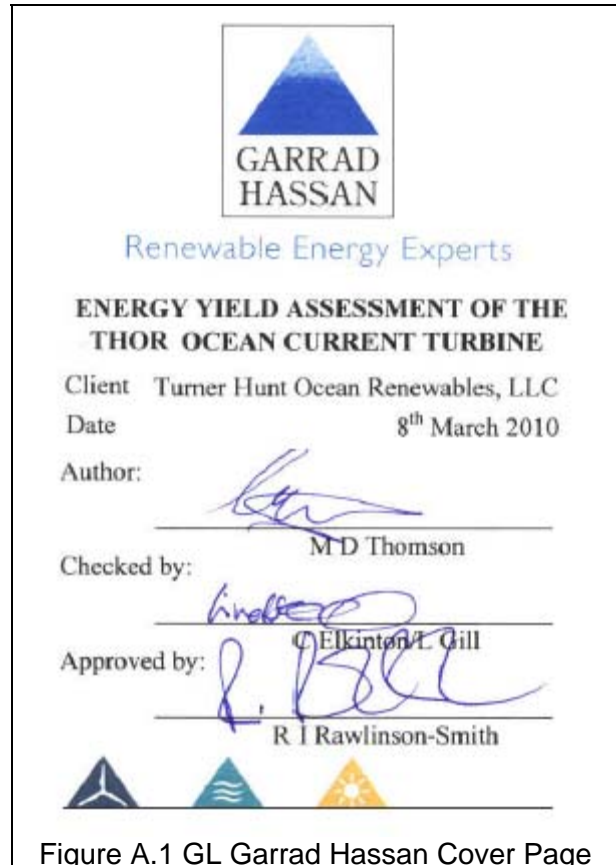 GARRAD
HASSAN
Renewable Energy Experts
ENERGY YIELD ASSESSMENT OF THE
THOR OCEAN CURRENT TURBINE
Client Turner Hunt Ocean Renewables, LLC
Date 8th March 2010
Author:
M D Thomson
Checked by:
C Elkinton/L Gill
Approved by:
R I Rawlinson-Smith
Figure A.1 GL Garrad Hassan Cover Page